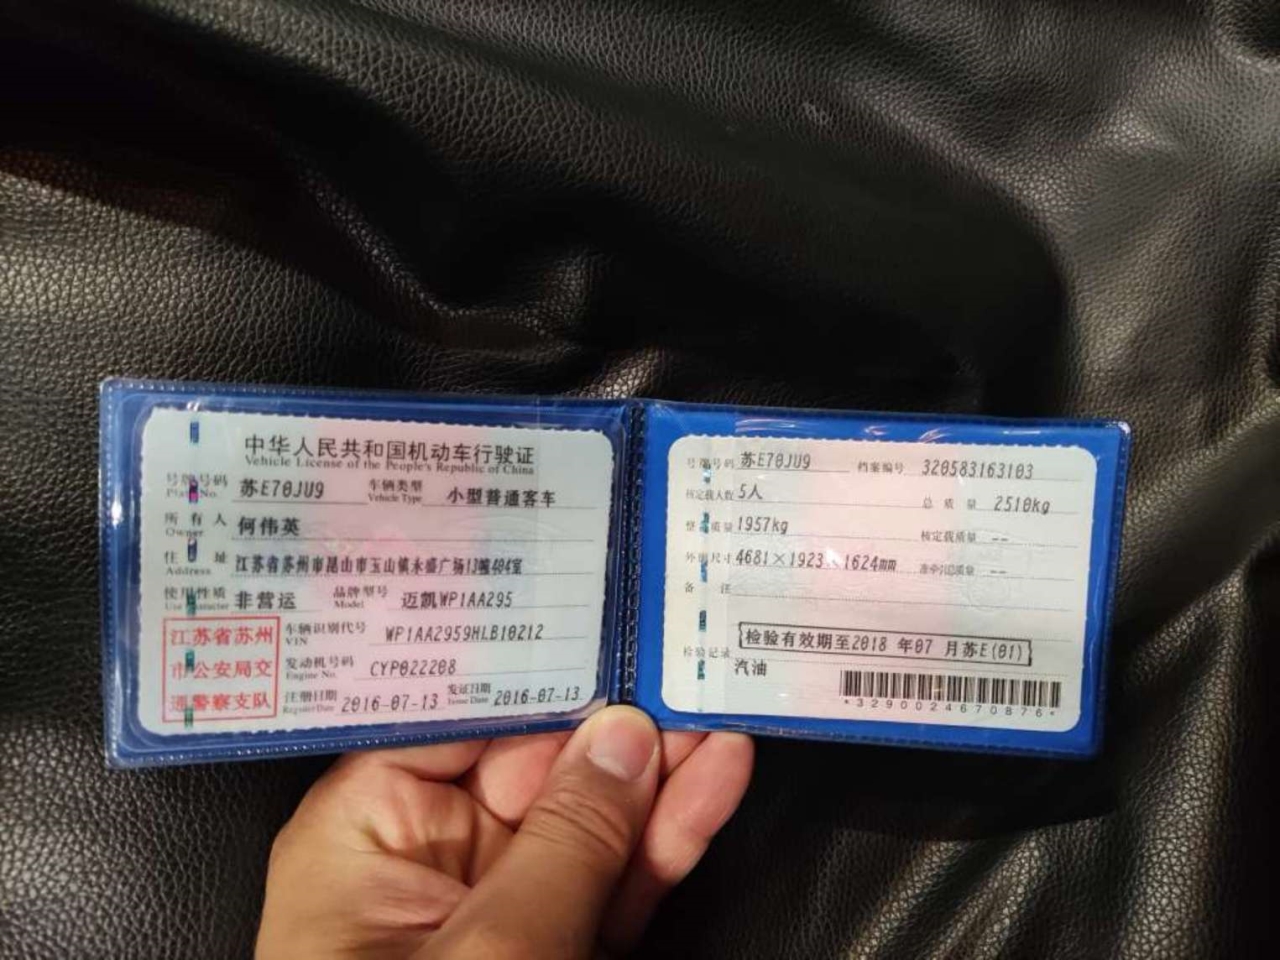 中华人民共和国机动车行驶证
Vehicle License of the People's Republic of China
号牌号码 苏E70JU9 车辆类型 小型普通客车
Plate No. Vehicle Type
所有人 何伟英
Owner
住址 江苏省苏州市昆山市玉山镇永盛广场13幢404室
Address
使用性质 非营运 品牌型号 迈凯WP1AA295
Use Character Model
江苏省苏州
市公安局交
通警察支队
车辆识别代号 WP1AA2959HLB10212
VIN
发动机号码 CYP022208
Engine No.
注册日期 2016-07-13 发证日期 2016-07-13
Register Date Issue Date
号牌号码 苏E70JU9 档案编号 320583163103
核定载人数 5人 总质量 2510kg
整备质量 1957kg 核定载质量 --
外廓尺寸 4681×1923×1624mm 准牵引总质量 --
备注
检验有效期至2018年07月苏E(01)
检验记录
汽油
*3290024670876*